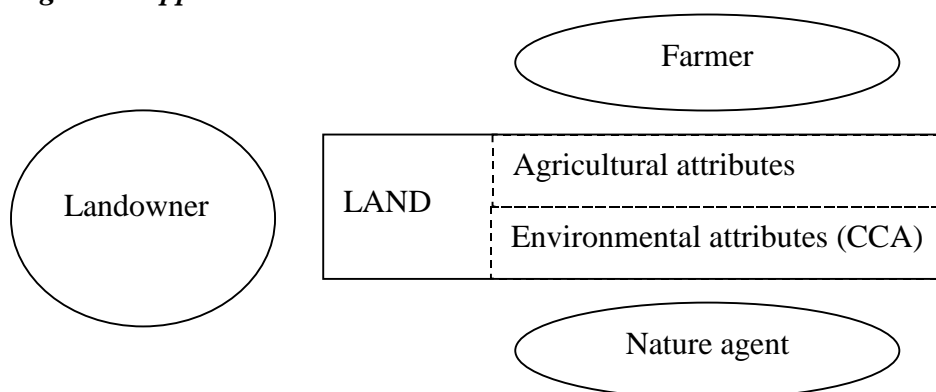 Farmer
Agricultural attributes
Landowner
LAND
Environmental attributes (CCA)
Nature agent